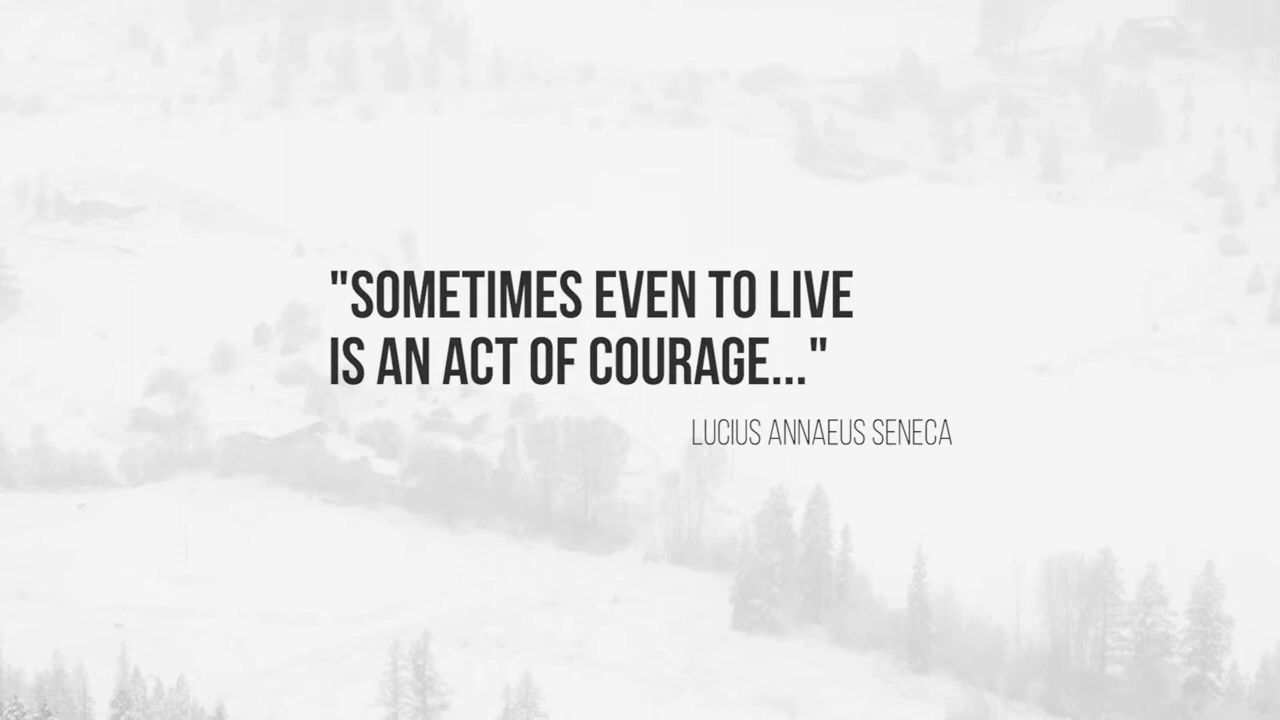 "SOMETIMES EVEN TO LIVE
IS AN ACT OF COURAGE..."
LUCIUS ANNAEUS SENECA